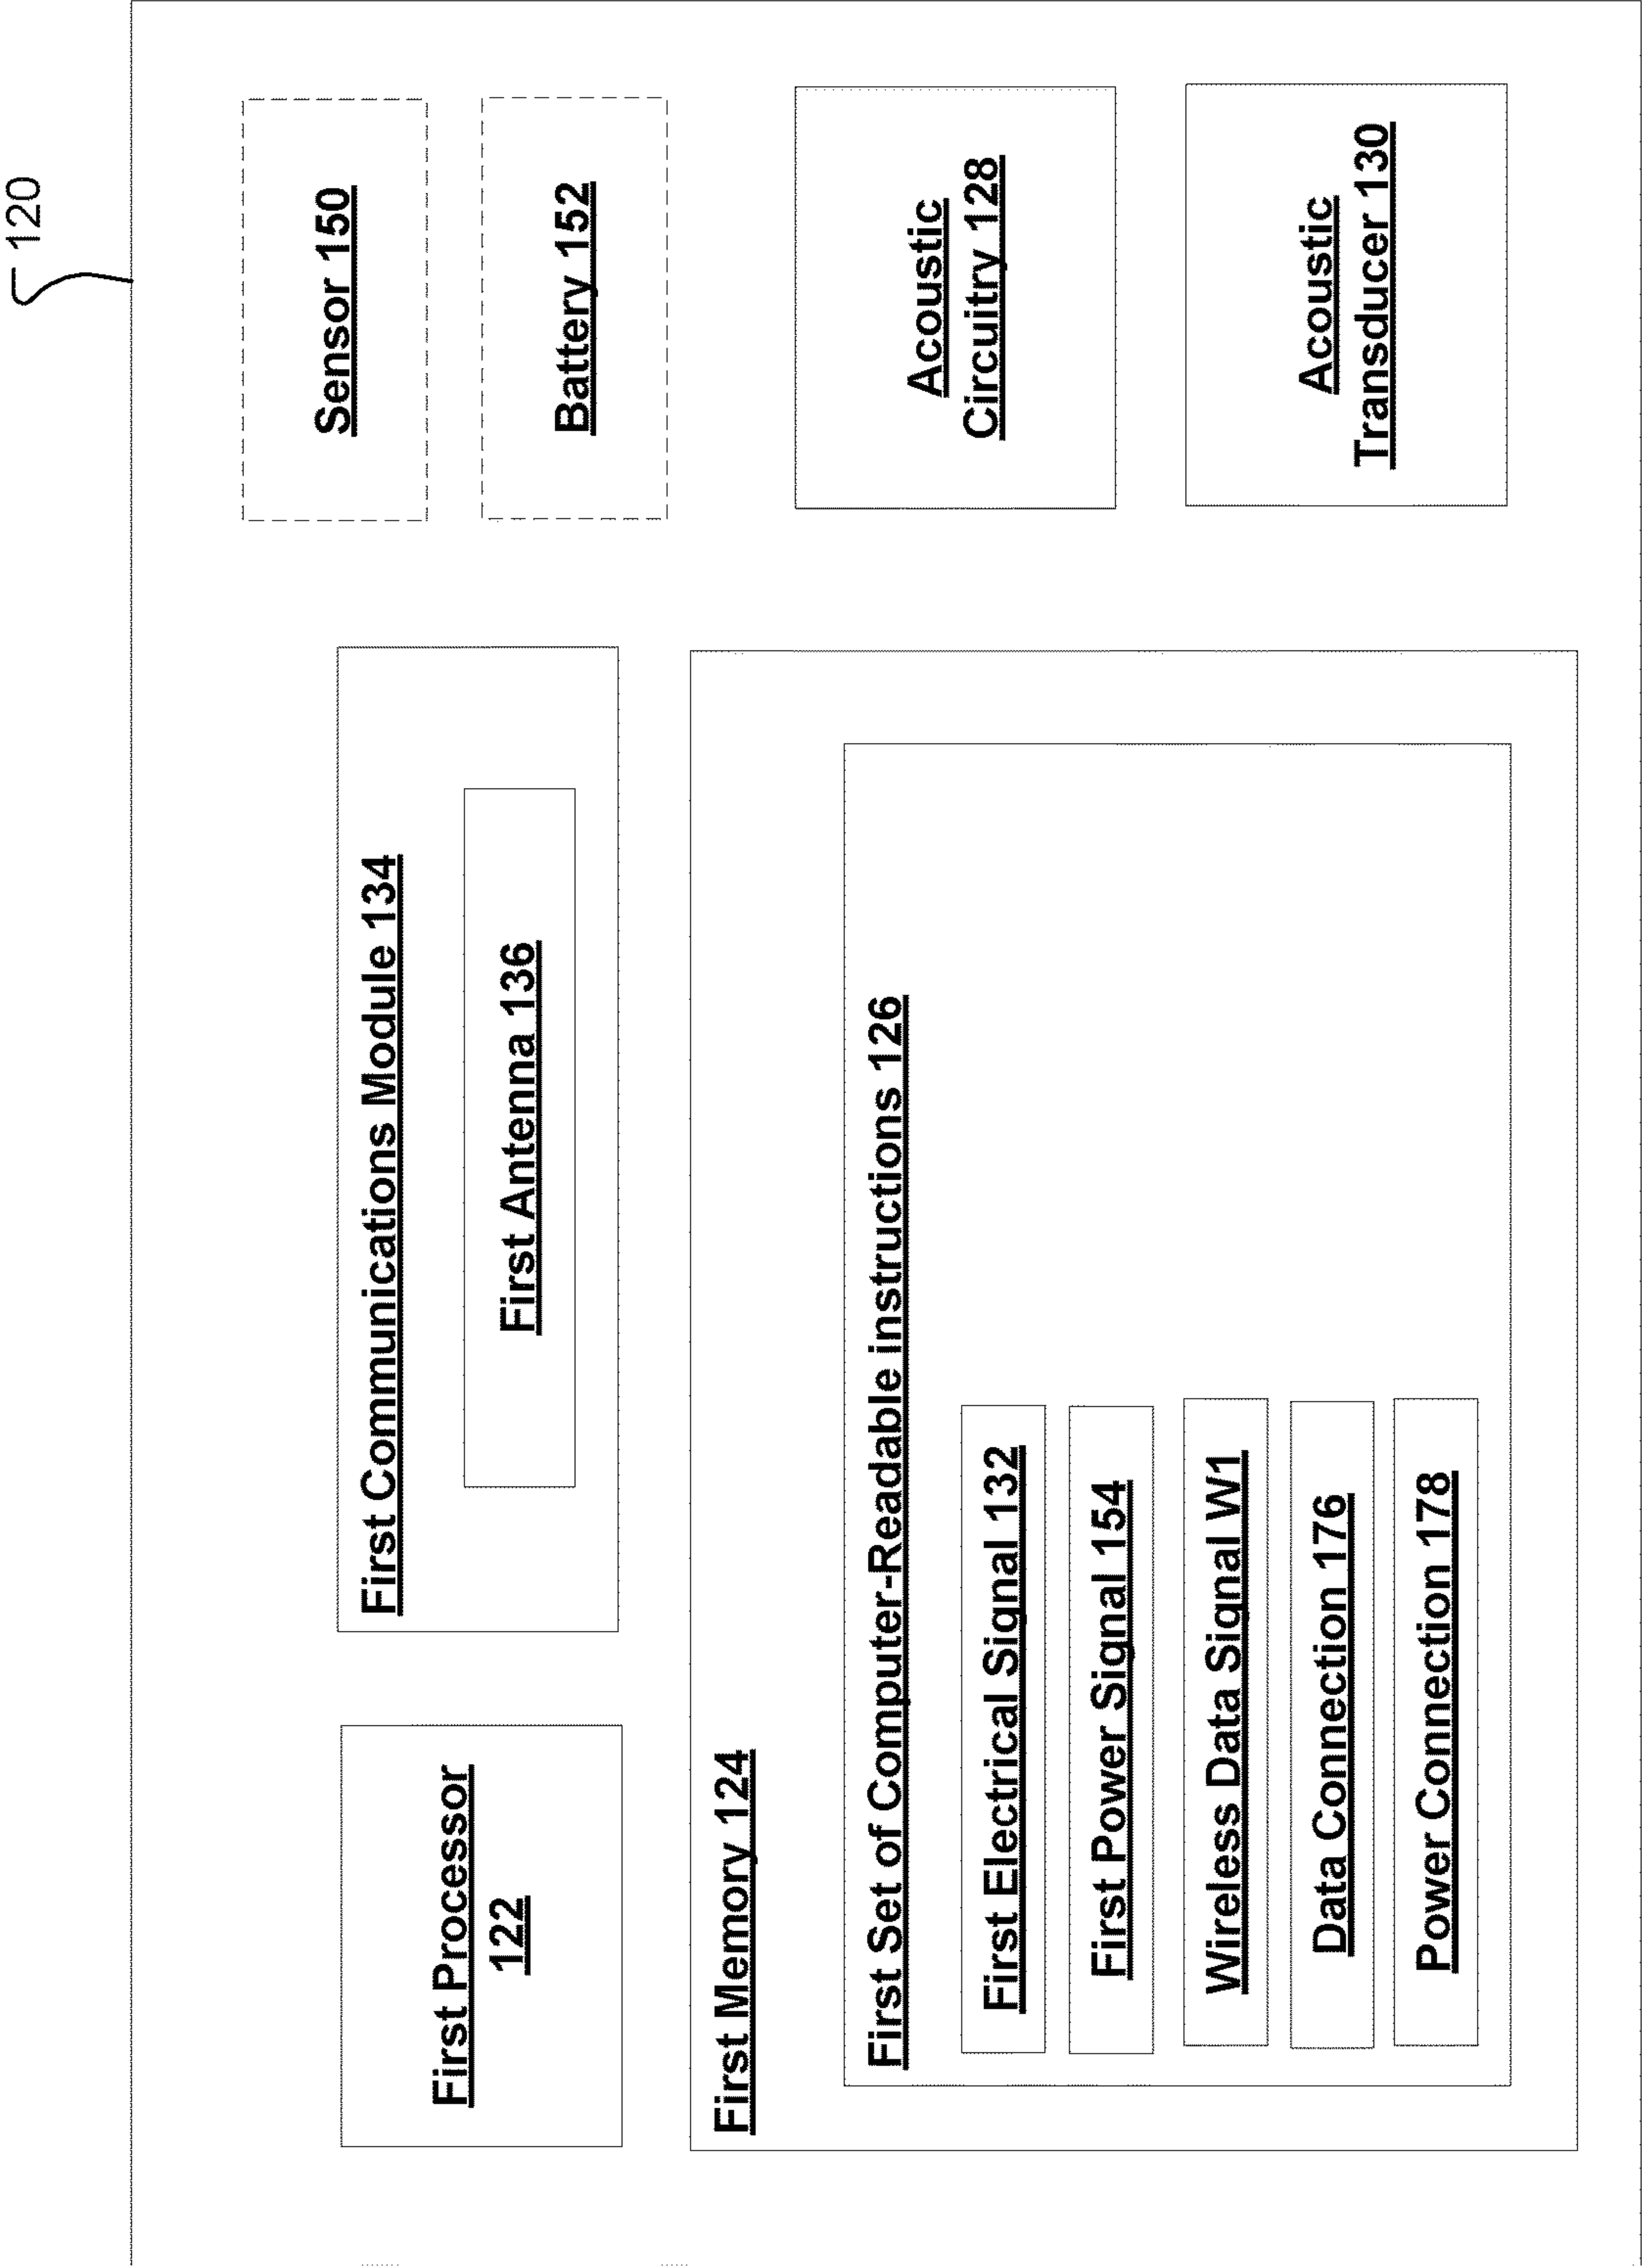 120
First Processor
122
First Communications Module 134
First Antenna 136
Sensor 150
Battery 152
First Memory 124
First Set of Computer-Readable instructions 126
First Electrical Signal 132
First Power Signal 154
Wireless Data Signal W1
Data Connection 176
Power Connection 178
Acoustic
Circuitry 128
Acoustic
Transducer 130